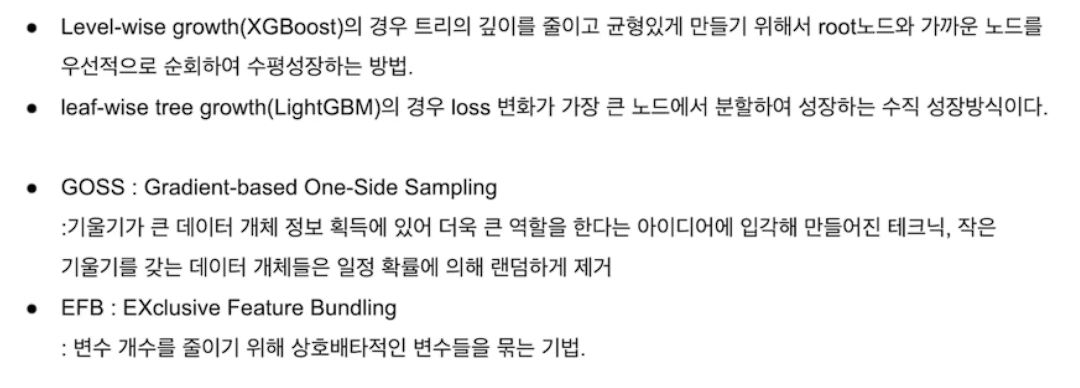 ● Level-wise growth(XGBoost)의 경우 트리의 깊이를 줄이고 균형있게 만들기 위해서 root노드와 가까운 노드를
우선적으로 순회하여 수평성장하는 방법.
● leaf-wise tree growth(LightGBM)의 경우 loss 변화가 가장 큰 노드에서 분할하여 성장하는 수직 성장방식이다.
● GOSS : Gradient-based One-Side Sampling
:기울기가 큰 데이터 개체 정보 획득에 있어 더욱 큰 역할을 한다는 아이디어에 입각해 만들어진 테크닉, 작은
기울기를 갖는 데이터 개체들은 일정 확률에 의해 랜덤하게 제거
● EFB : EXclusive Feature Bundling
: 변수 개수를 줄이기 위해 상호배타적인 변수들을 묶는 기법.